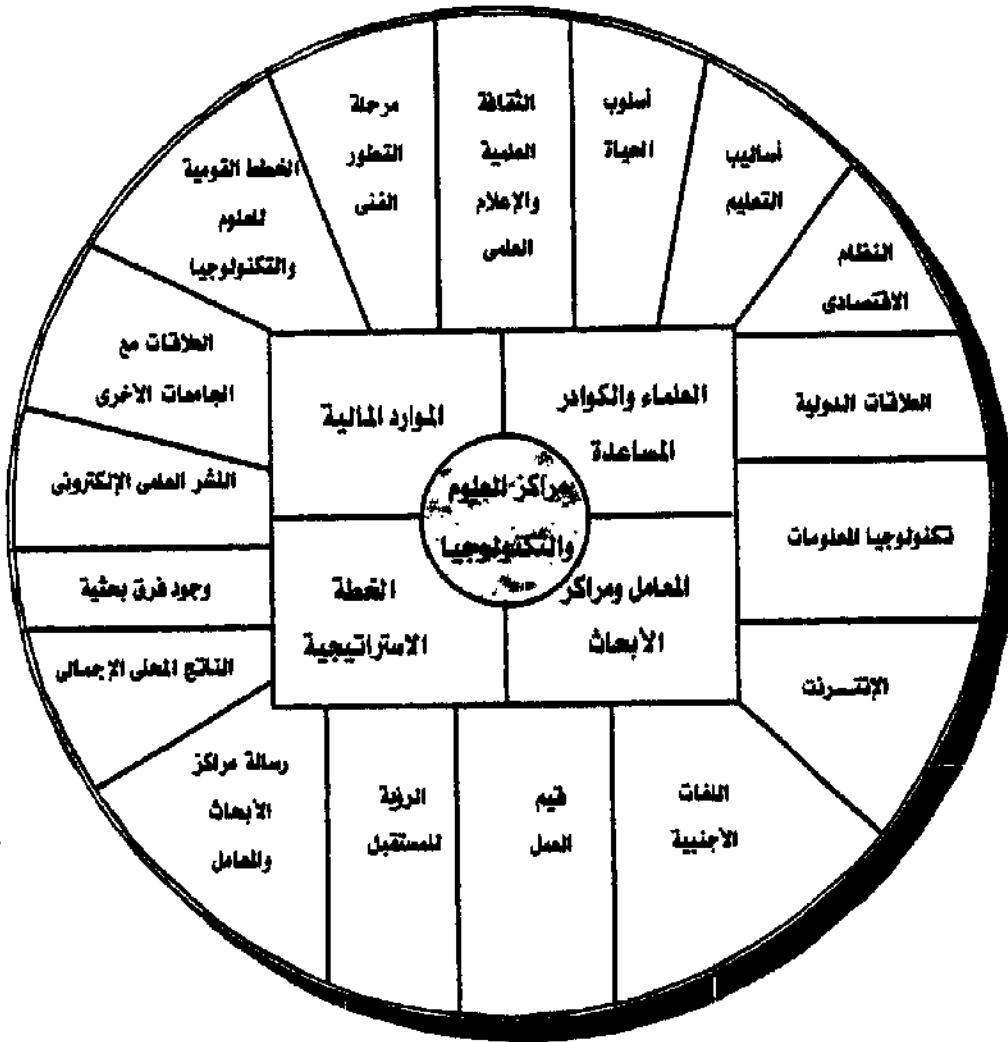 مرحلة
التطور
الفنى
الثقافة
العلمية
والإعلام
العلمى
أسلوب
الحياة
أساليب
التعليم
النظام
الاقتصادى
العلاقات الدولية
تكنولوجيا المعلومات
الإنترنت
اللغات
الأجنبية
قيم
العمل
الرؤية
للمستقبل
رسالة مراكز
الأبحاث
والمعامل
الناتج المحلى الإجمالى
وجود فرق بحثية
النشر العلمى الإلكترونى
العلاقات مع
الجامعات الأخرى
الخطط القومية
للعلوم
والتكنولوجيا
العلماء والكوادر
المساعدة
الموارد المالية
مراكز العلوم
والتكنولوجيا
المعامل ومراكز
الأبحاث
الخطة
الاستراتيجية